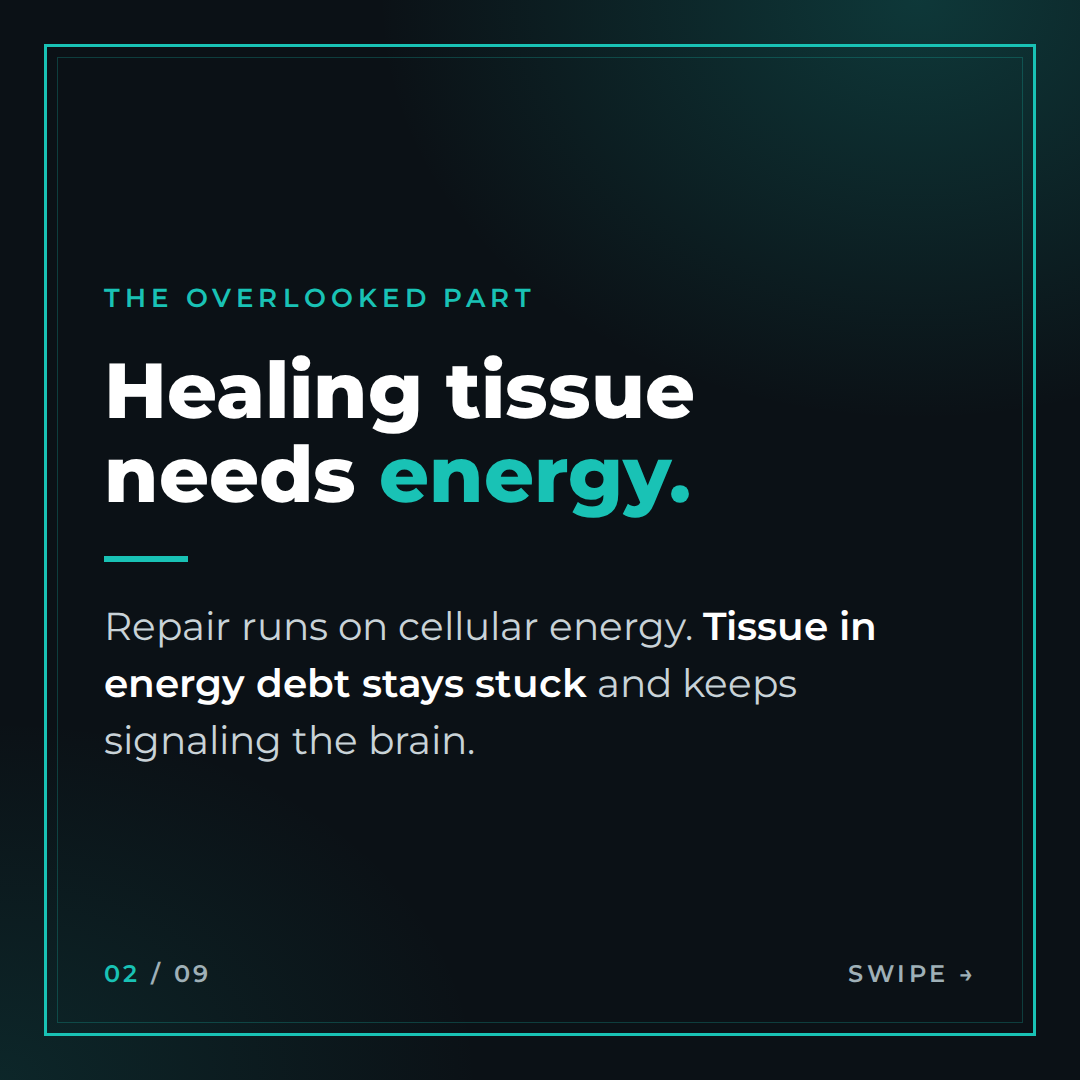 THE OVERLOOKED PART
Healing tissue
needs energy.
Repair runs on cellular energy. Tissue in
energy debt stays stuck and keeps
signaling the brain.
02 / 09
SWIPE →